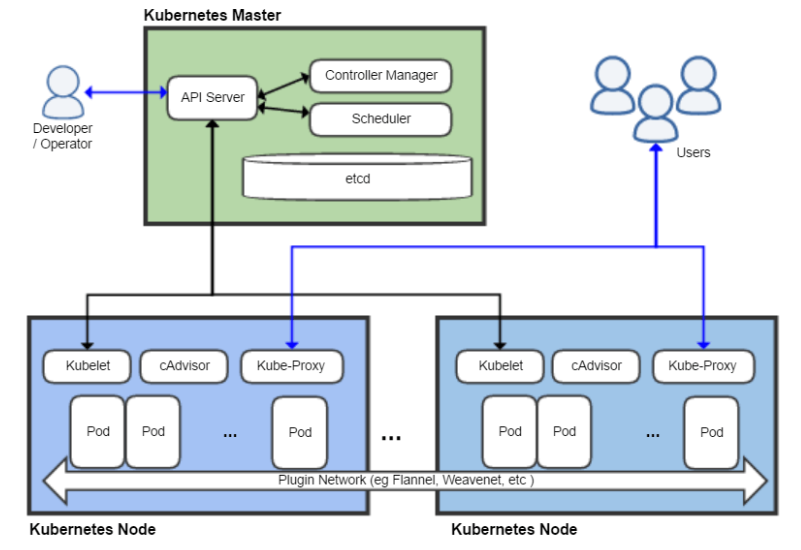 Kubernetes Master
API Server
Controller Manager
Scheduler
etcd
Developer
/ Operator
Users
Kubelet
cAdvisor
Kube-Proxy
Pod
Pod
...
Pod
...
Kubelet
cAdvisor
Kube-Proxy
Pod
Pod
...
Pod
Plugin Network (eg Flannel, Weavenet, etc )
Kubernetes Node
Kubernetes Node